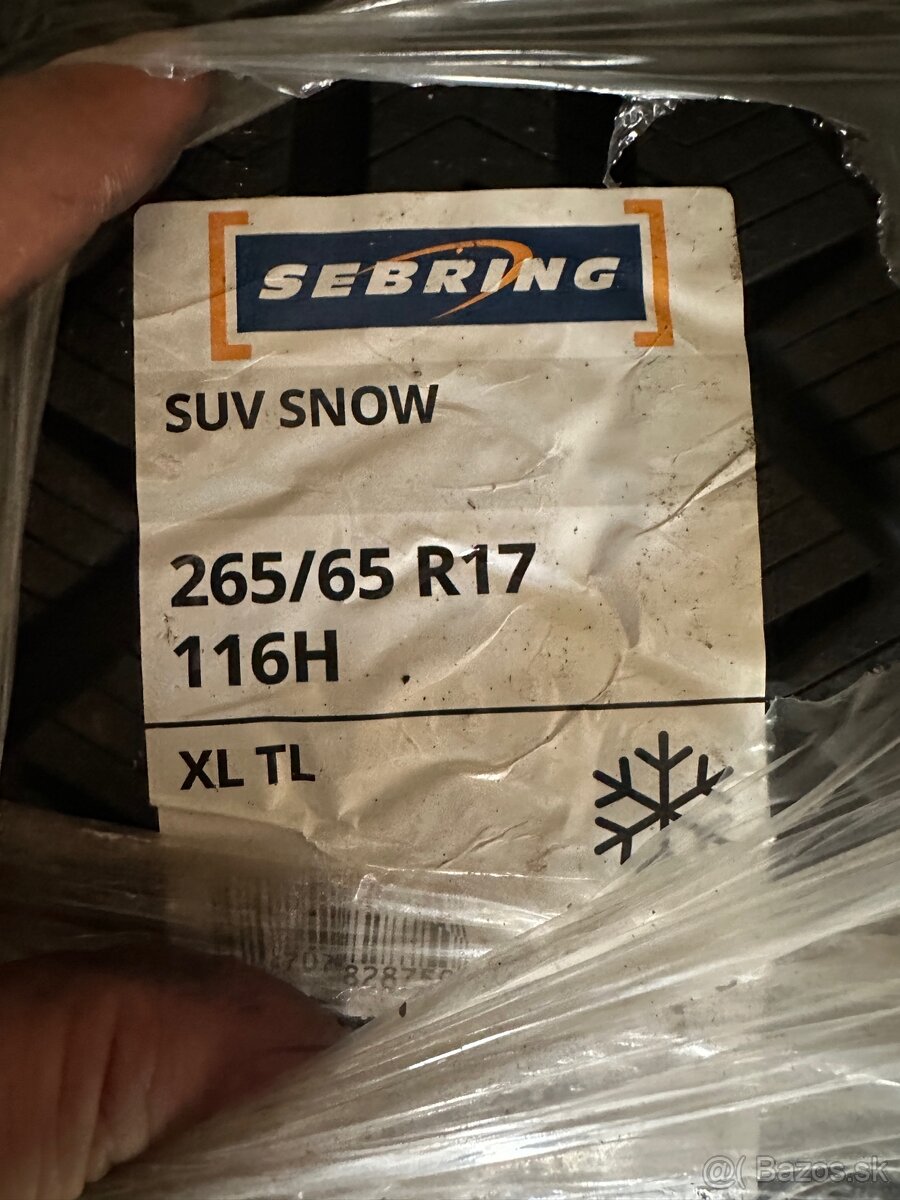 SEBRING
SUV SNOW
265/65 R17
116H
XL TL
@( Bazos.sk